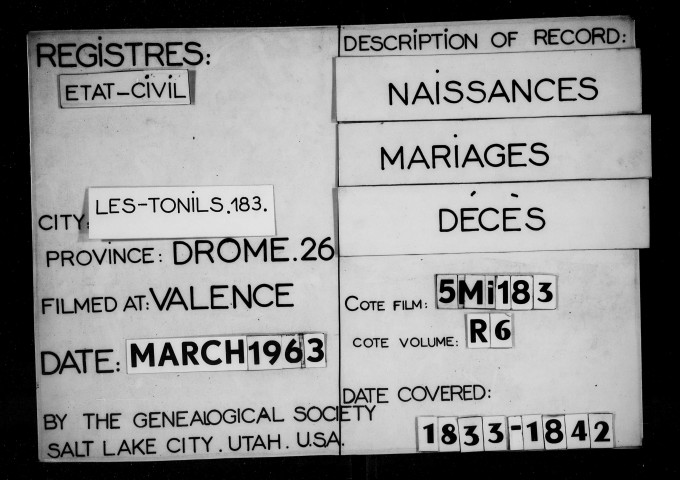 REGISTRES:
ETAT-CIVIL
CITY: LES-TONILS.183.
PROVINCE: DROME.26
FILMED AT: VALENCE
DATE: MARCH 1963
BY THE GENEALOGICAL SOCIETY
SALT LAKE CITY. UTAH. U.S.A.
DESCRIPTION OF RECORD:
NAISSANCES
MARIAGES
DÉCÈS
COTE FILM: 5Mi183
COTE VOLUME: R6
DATE COVERED:
1833-1842